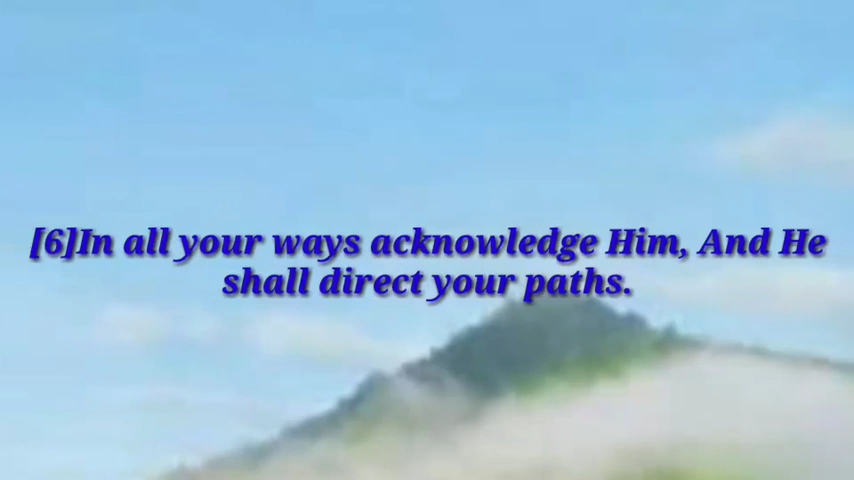 [6]In all your ways acknowledge Him, And He
shall direct your paths.